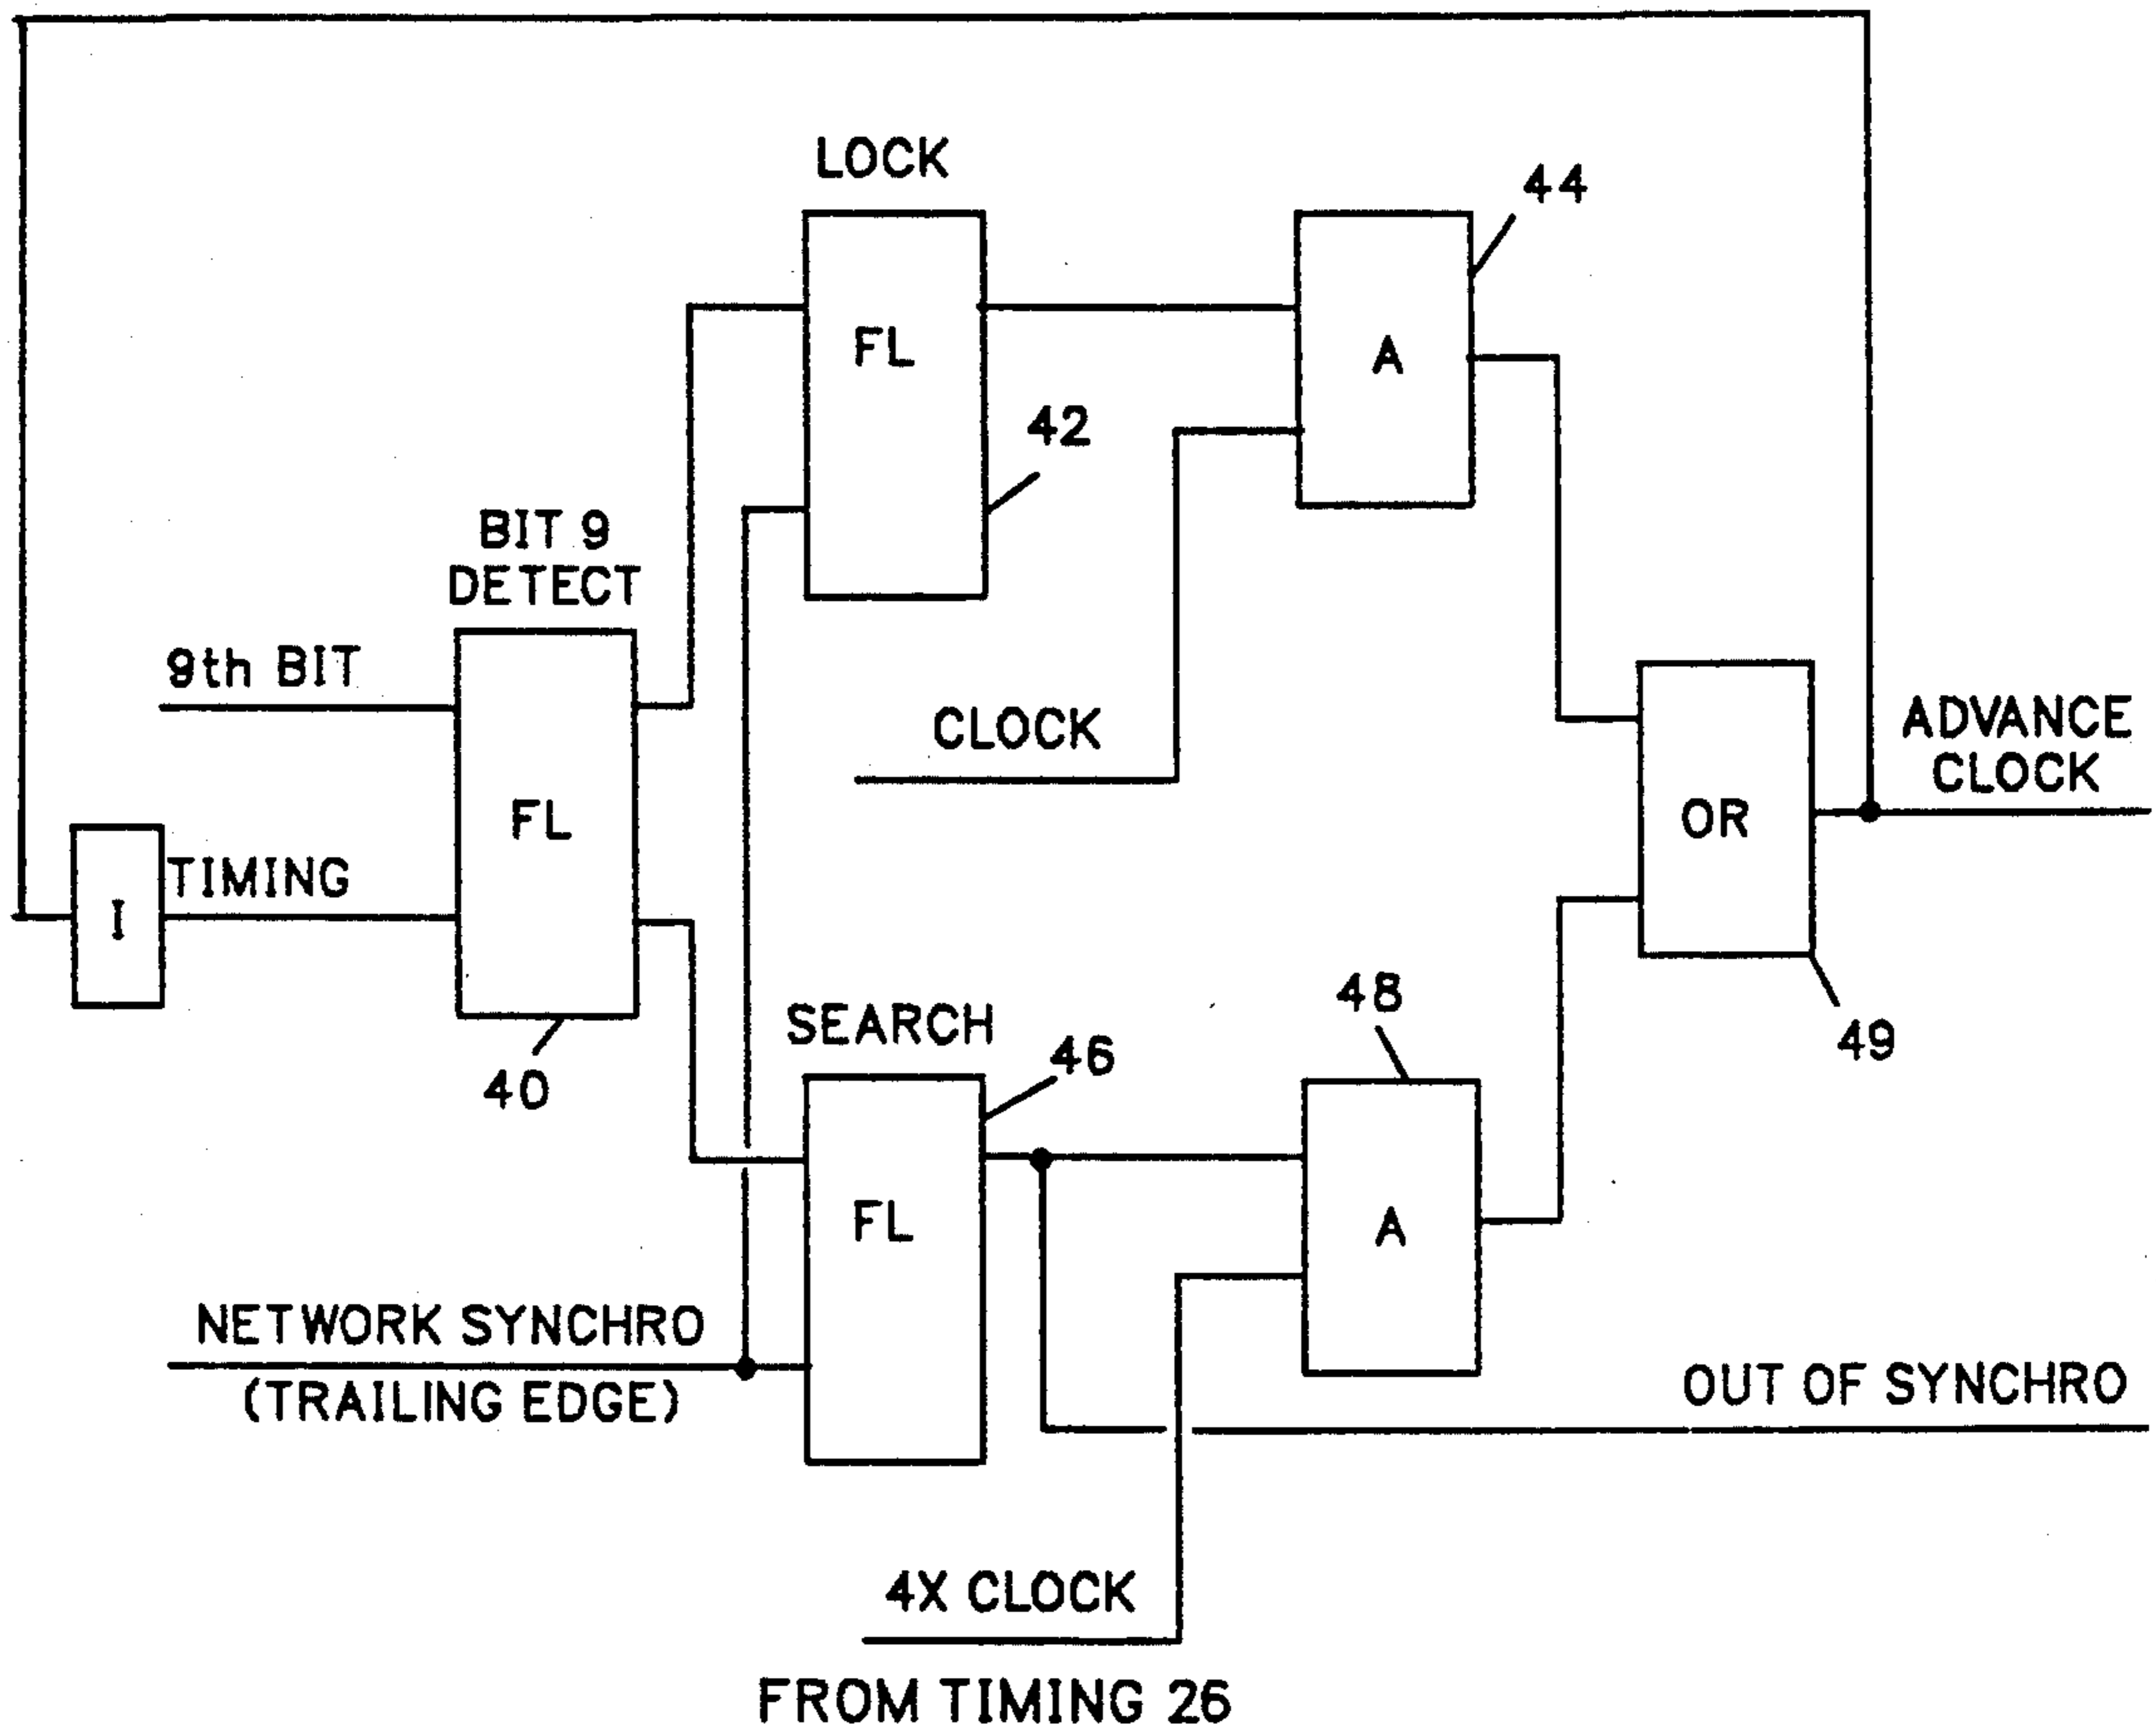 LOCK
44
FL
A
42
BIT 9
DETECT
9th BIT
CLOCK
ADVANCE
CLOCK
FL
OR
TIMING
I
48
SEARCH
46
49
40
FL
A
NETWORK SYNCHRO
(TRAILING EDGE)
OUT OF SYNCHRO
4X CLOCK
FROM TIMING 26